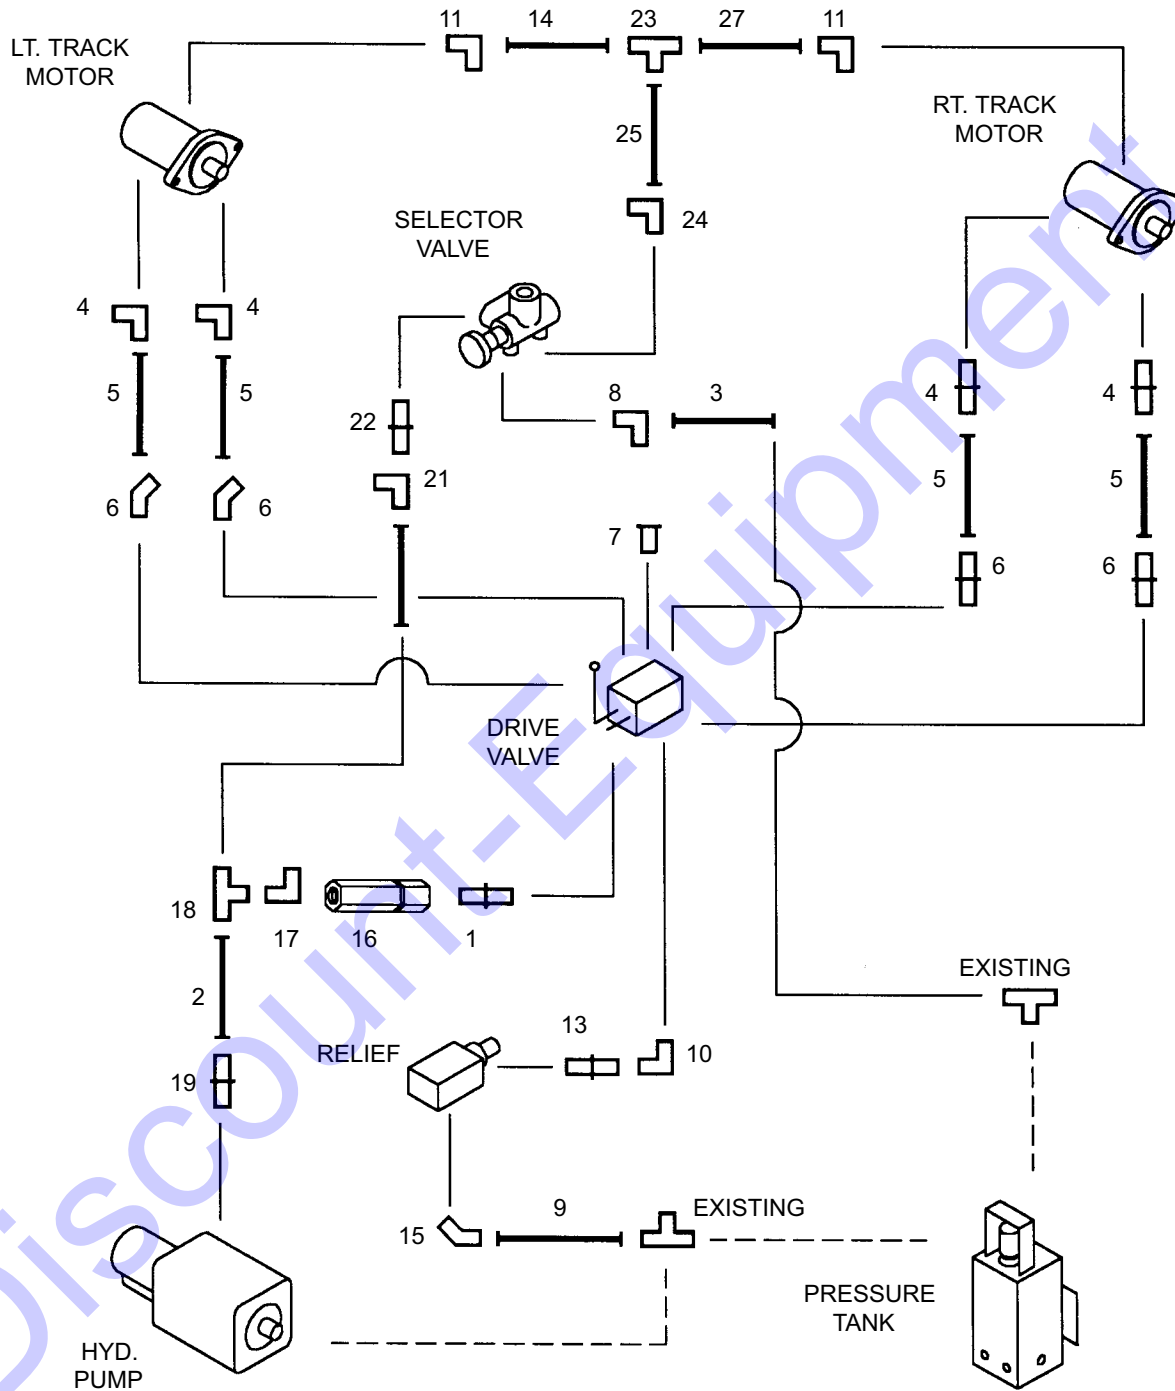 11 14 23 27 11
LT. TRACK
MOTOR
RT. TRACK
MOTOR
25
SELECTOR
VALVE
24
4 4
5 5
8 3
22
4 4
21
5 5
6 6
7
6 6
DRIVE
VALVE
18
17 16 1
2
EXISTING
13
RELIEF
10
19
9
EXISTING
15
PRESSURE
TANK
HYD.
PUMP
Discount-Equipment